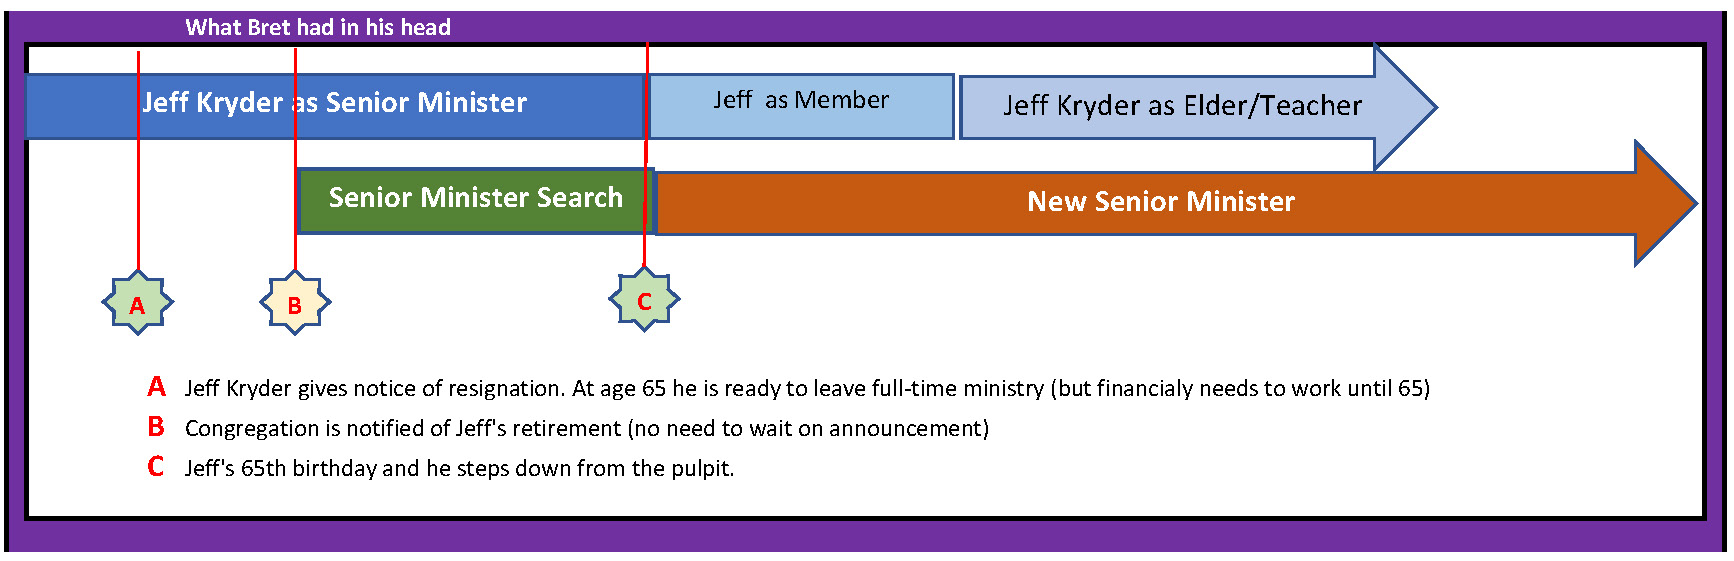 What Bret had in his head
Jeff Kryder as Senior Minister
Jeff  as Member
Jeff Kryder as Elder/Teacher
Senior Minister Search
New Senior Minister
A
B
C
A Jeff Kryder gives notice of resignation. At age 65 he is ready to leave full-time ministry (but financialy needs to work until 65)
B Congregation is notified of Jeff's retirement (no need to wait on announcement)
C Jeff's 65th birthday and he steps down from the pulpit.